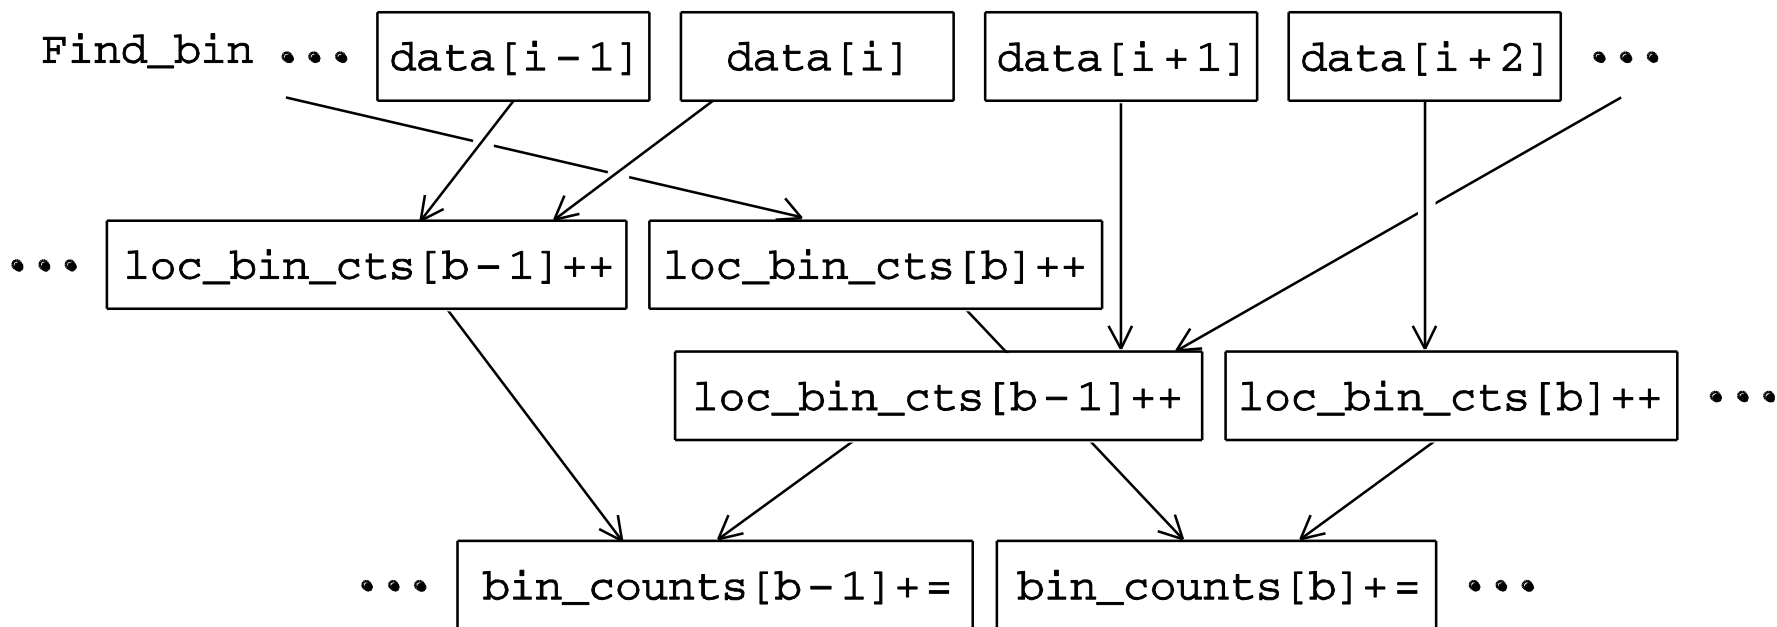 Find_bin ••• data[i-1] data[i] data[i+1] data[i+2] •••
••• loc_bin_cts[b-1]++ loc_bin_cts[b]++
loc_bin_cts[b-1]++ loc_bin_cts[b]++ •••
••• bin_counts[b-1]+= bin_counts[b]+= •••